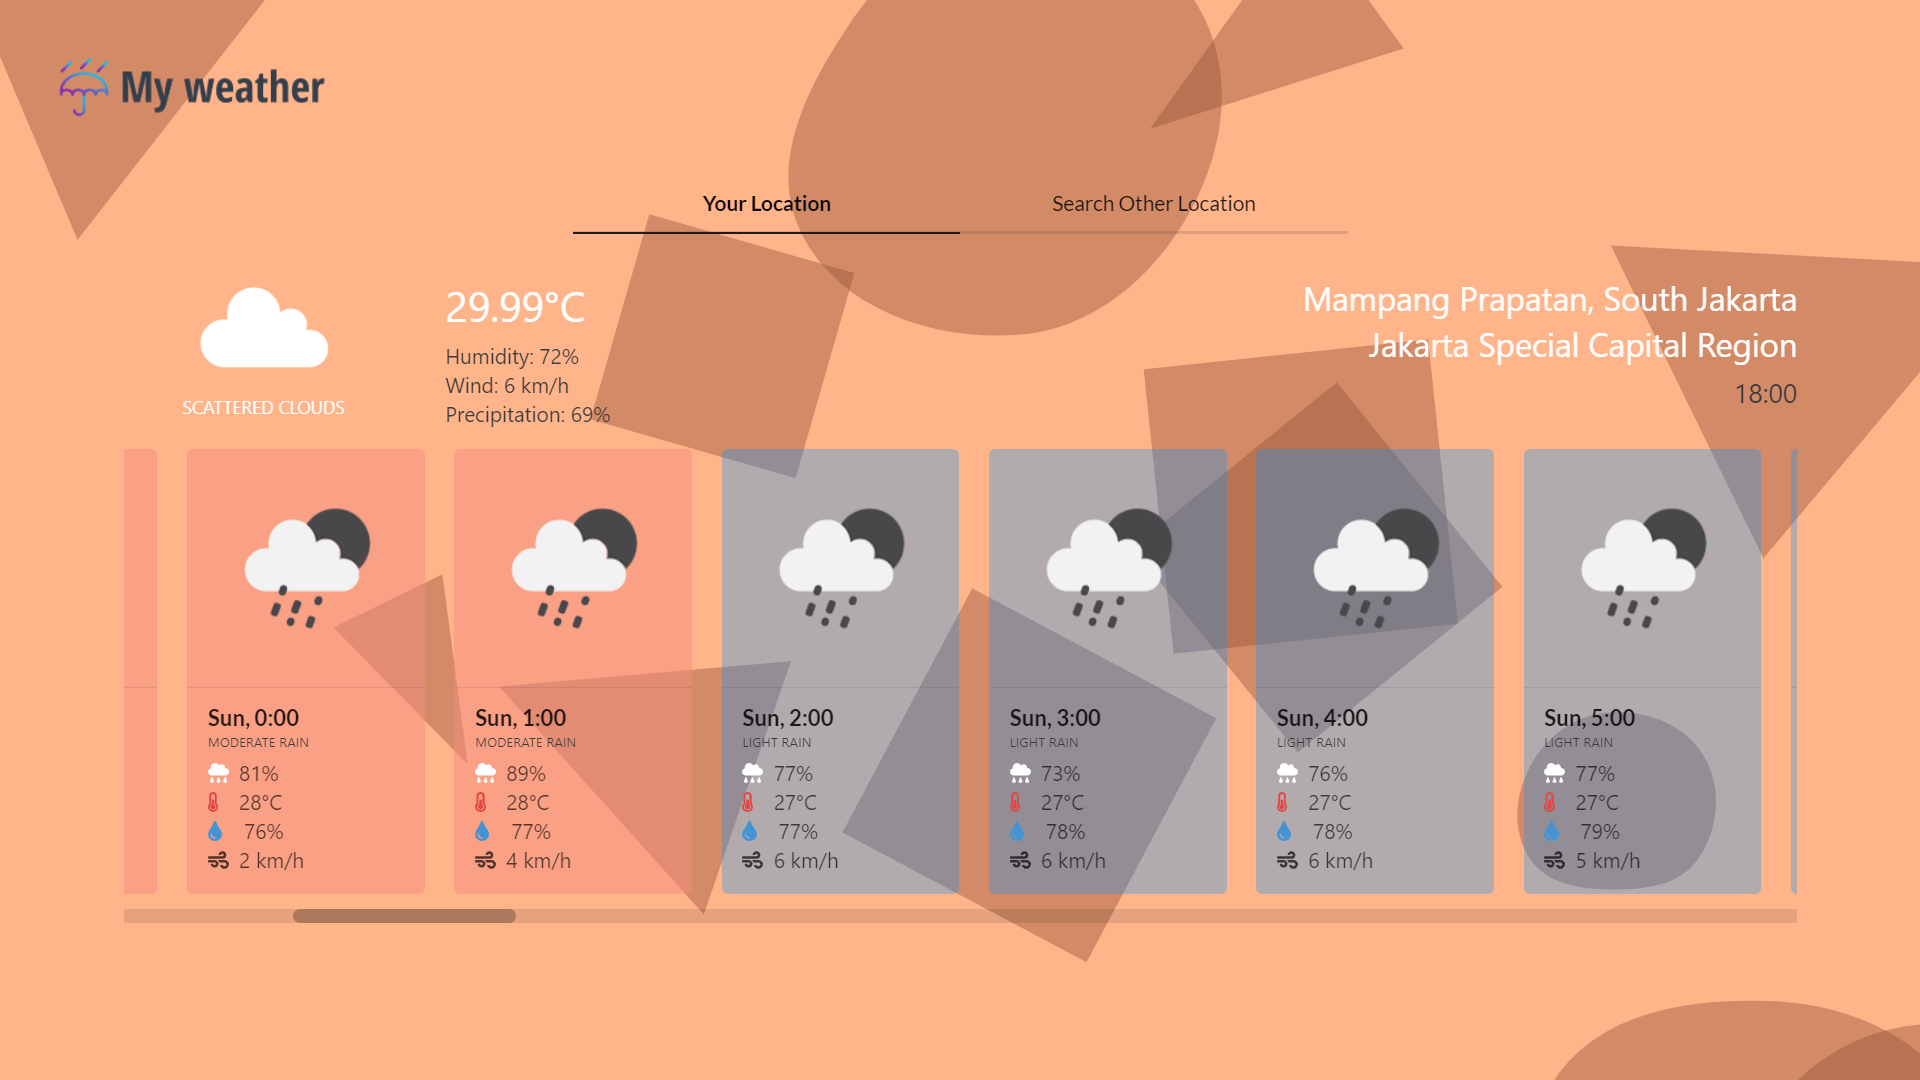 My weather
Your Location
Search Other Location
29.99°C
Humidity: 72%
Wind: 6 km/h
Precipitation: 69%
SCATTERED CLOUDS
Mampang Prapatan, South Jakarta
Jakarta Special Capital Region
18:00
Sun, 0:00
MODERATE RAIN
81%
28°C
76%
2 km/h
Sun, 1:00
MODERATE RAIN
89%
28°C
77%
4 km/h
Sun, 2:00
LIGHT RAIN
77%
27°C
77%
6 km/h
Sun, 3:00
LIGHT RAIN
73%
27°C
78%
6 km/h
Sun, 4:00
LIGHT RAIN
76%
27°C
78%
6 km/h
Sun, 5:00
LIGHT RAIN
77%
27°C
79%
5 km/h